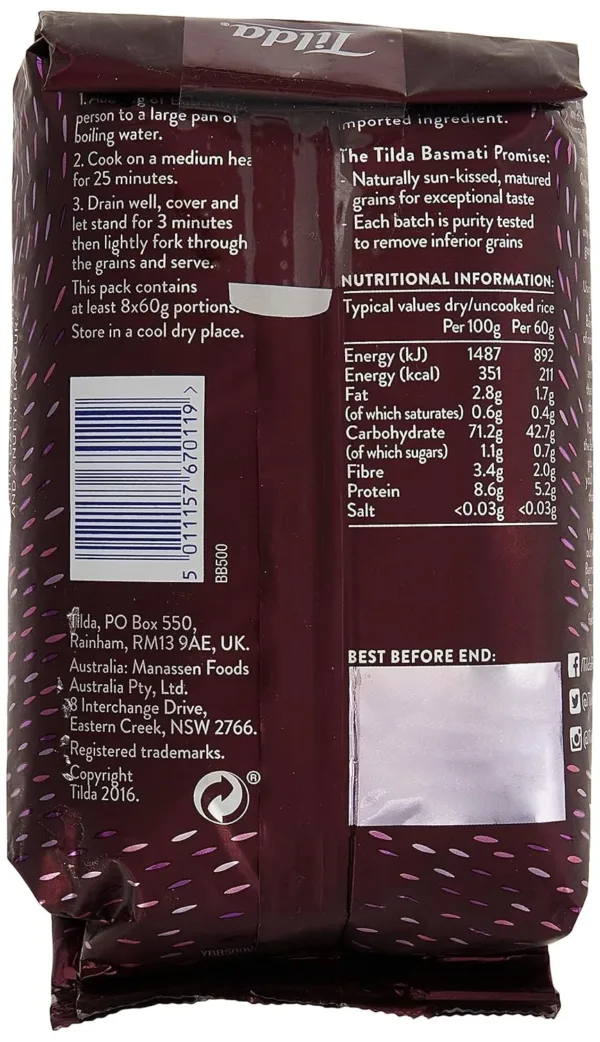 Tilda
person to a large pan of
boiling water.
2. Cook on a medium hea
for 25 minutes.
3. Drain well, cover and
let stand for 3 minutes
then lightly fork through
the grains and serve.
This pack contains
at least 8x60g portions.
Store in a cool dry place.
5 011157 670119 >
BB500
Tilda, PO Box 550,
Rainham, RM13 9AE, UK.
Australia: Manassen Foods
Australia Pty, Ltd.
8 Interchange Drive,
Eastern Creek, NSW 2766.
Registered trademarks.
Copyright
Tilda 2016.
®
mported ingredient.
The Tilda Basmati Promise:
- Naturally sun-kissed, matured
grains for exceptional taste
- Each batch is purity tested
to remove inferior grains
NUTRITIONAL INFORMATION:
Typical values dry/uncooked rice
Per 100g Per 60g
Energy (kJ) 1487 892
Energy (kcal) 351 211
Fat 2.8g 1.7g
(of which saturates) 0.6g 0.4g
Carbohydrate 71.2g 42.7g
(of which sugars) 1.1g 0.7g
Fibre 3.4g 2.0g
Protein 8.6g 5.2g
Salt <0.03g <0.03g
BEST BEFORE END:
AND A NUTTY FLAVOUR